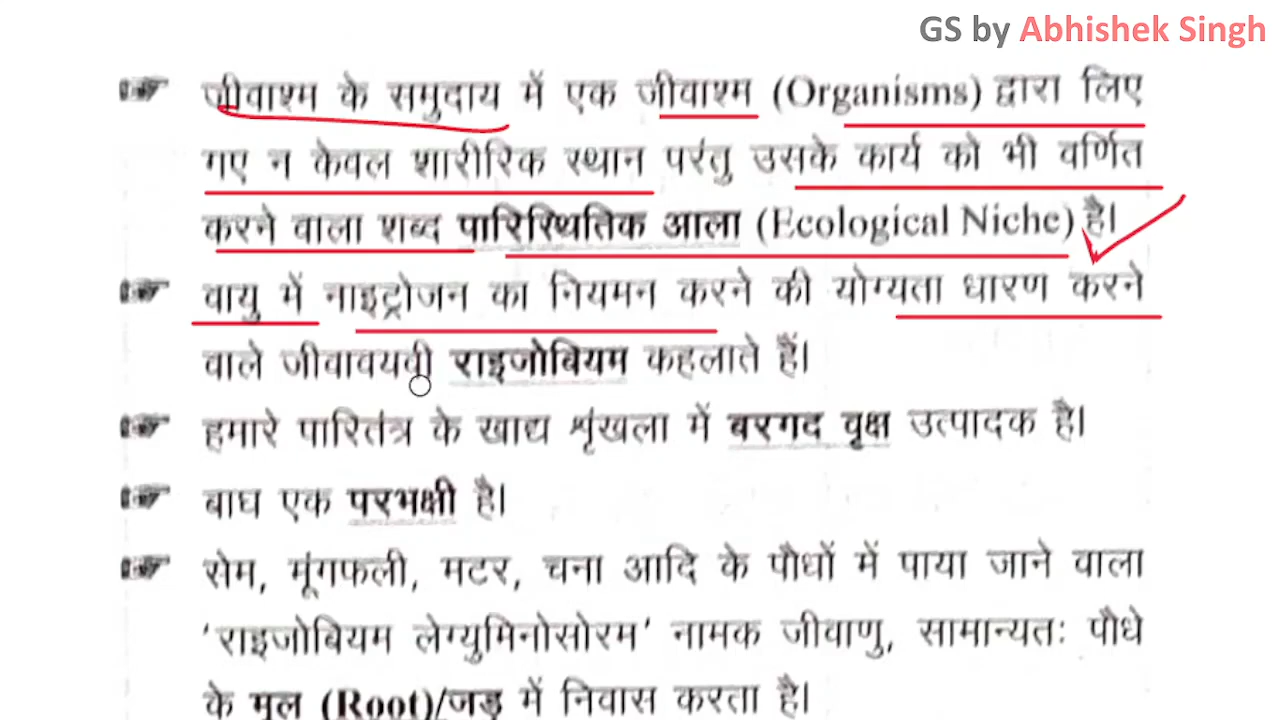 GS by Abhishek Singh
जीवाश्म के समुदाय में एक जीवाश्म (Organisms) द्वारा लिए
गए न केवल शारीरिक स्थान परंतु उसके कार्य को भी वर्णित
करने वाला शब्द पारिस्थितिक आला (Ecological Niche) है।
वायु में नाइट्रोजन का नियमन करने की योग्यता धारण करने
वाले जीवावयवी राइजोबियम कहलाते हैं।
हमारे पारितंत्र के खाद्य शृंखला में बरगद वृक्ष उत्पादक है।
बाघ एक परभक्षी है।
सेम, मूंगफली, मटर, चना आदि के पौधों में पाया जाने वाला
'राइजोबियम लेग्युमिनोसोरम' नामक जीवाणु, सामान्यतः पौधे
के मूल (Root)/जड़ में निवास करता है।